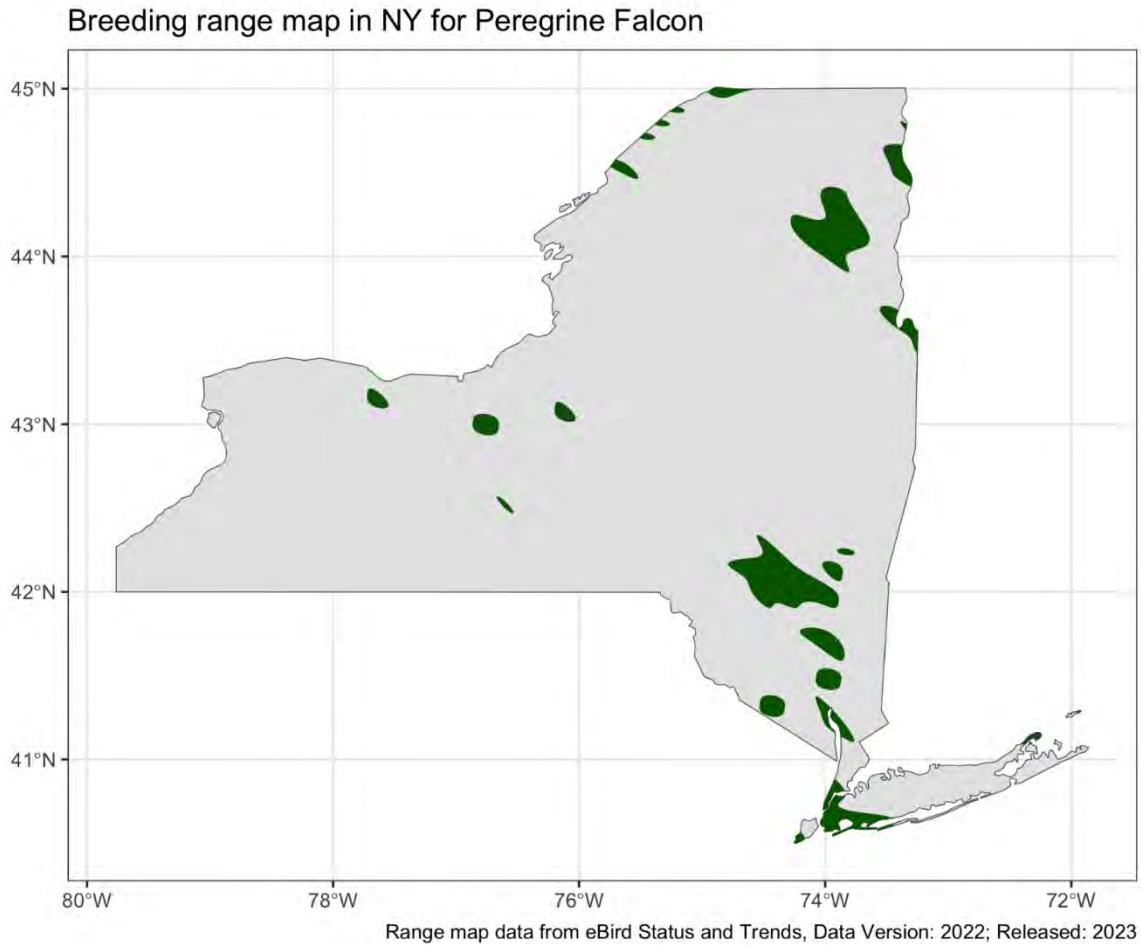 Breeding range map in NY for Peregrine Falcon
45°N
44°N
43°N
42°N
41°N
80°W 78°W 76°W 74°W 72°W
Range map data from eBird Status and Trends, Data Version: 2022; Released: 2023